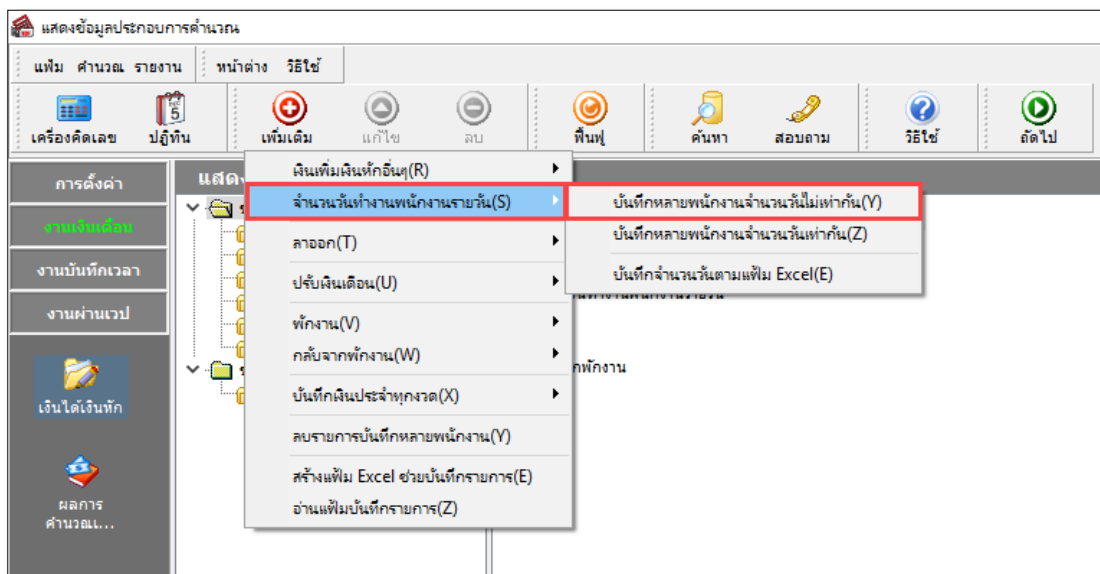 แสดงข้อมูลประกอบการคำนวณ
แฟ้ม คำนวณ รายงาน หน้าต่าง วิธีใช้
5
เครื่องคิดเลข ปฏิทิน เพิ่มเติม แก้ไข ลบ ฟื้นฟู ค้นหา สอบถาม วิธีใช้ ถัดไป
การตั้งค่า
งานเงินเดือน
งานบันทึกเวลา
งานผ่านเวป
เงินได้เงินหัก
ผลการ
คำนวณเ...
แสดง
เงินเพิ่มเงินหักอื่นๆ(R)
จำนวนวันทำงานพนักงานรายวัน(S)
ลาออก(T)
ปรับเงินเดือน(U)
พักงาน(V)
กลับจากพักงาน(W)
บันทึกเงินประจำทุกงวด(X)
ลบรายการบันทึกหลายพนักงาน(Y)
สร้างแฟ้ม Excel ช่วยบันทึกรายการ(E)
อ่านแฟ้มบันทึกรายการ(Z)
บันทึกหลายพนักงานจำนวนวันไม่เท่ากัน(Y)
บันทึกหลายพนักงานจำนวนวันเท่ากัน(Z)
บันทึกจำนวนวันตามแฟ้ม Excel(E)
กพักงาน